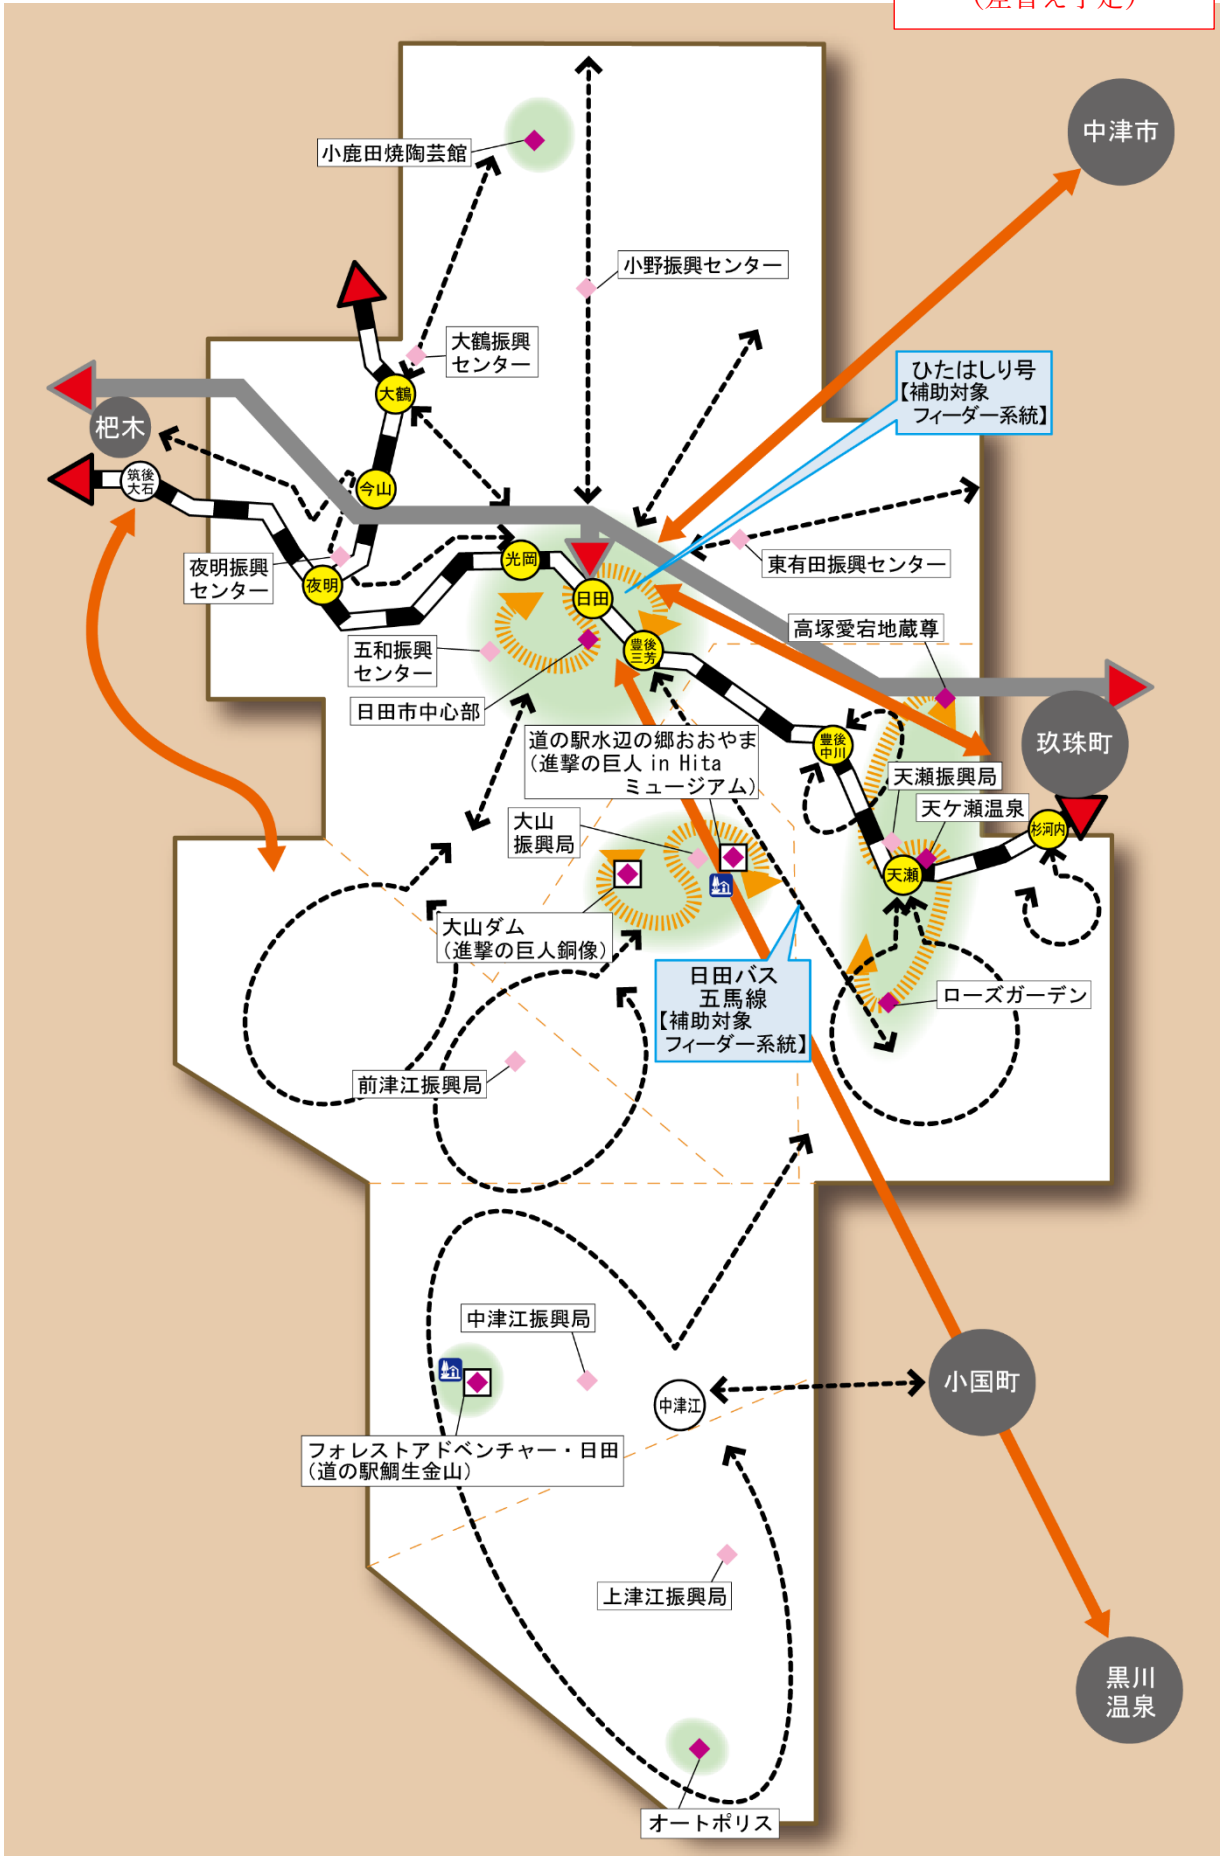 （差替え予定）
中津市
小鹿田焼陶芸館
小野振興センター
大鶴振興
センター
ひたはしり号
【補助対象
フィーダー系統】
大鶴
杷木
筑後
大石
今山
夜明振興
センター
夜明
光岡
東有田振興センター
日田
高塚愛宕地蔵尊
五和振興
センター
豊後
三芳
日田市中心部
道の駅水辺の郷おおやま
（進撃の巨人 in Hita
ミュージアム）
豊後
中川
玖珠町
天瀬振興局
天ケ瀬温泉
杉河内
大山
振興局
天瀬
大山ダム
（進撃の巨人銅像）
日田バス
五馬線
【補助対象
フィーダー系統】
ローズガーデン
前津江振興局
中津江振興局
小国町
中津江
フォレストアドベンチャー・日田
（道の駅鯛生金山）
上津江振興局
黒川
温泉
オートポリス